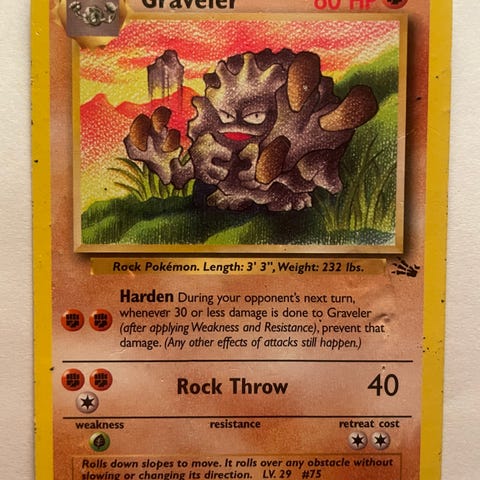 Graveler 60 HP
Rock Pokémon. Length: 3' 3", Weight: 232 lbs.
Harden During your opponent's next turn,
whenever 30 or less damage is done to Graveler
(after applying Weakness and Resistance), prevent that
damage. (Any other effects of attacks still happen.)
Rock Throw 40
weakness resistance retreat cost
Rolls down slopes to move. It rolls over any obstacle without
slowing or changing its direction. LV. 29 #75